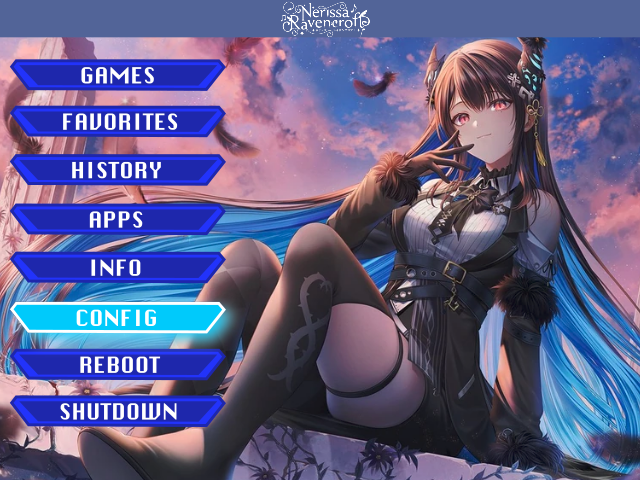 Nerissa
Ravencroft
GAMES
FAVORITES
HISTORY
APPS
INFO
CONFIG
REBOOT
SHUTDOWN